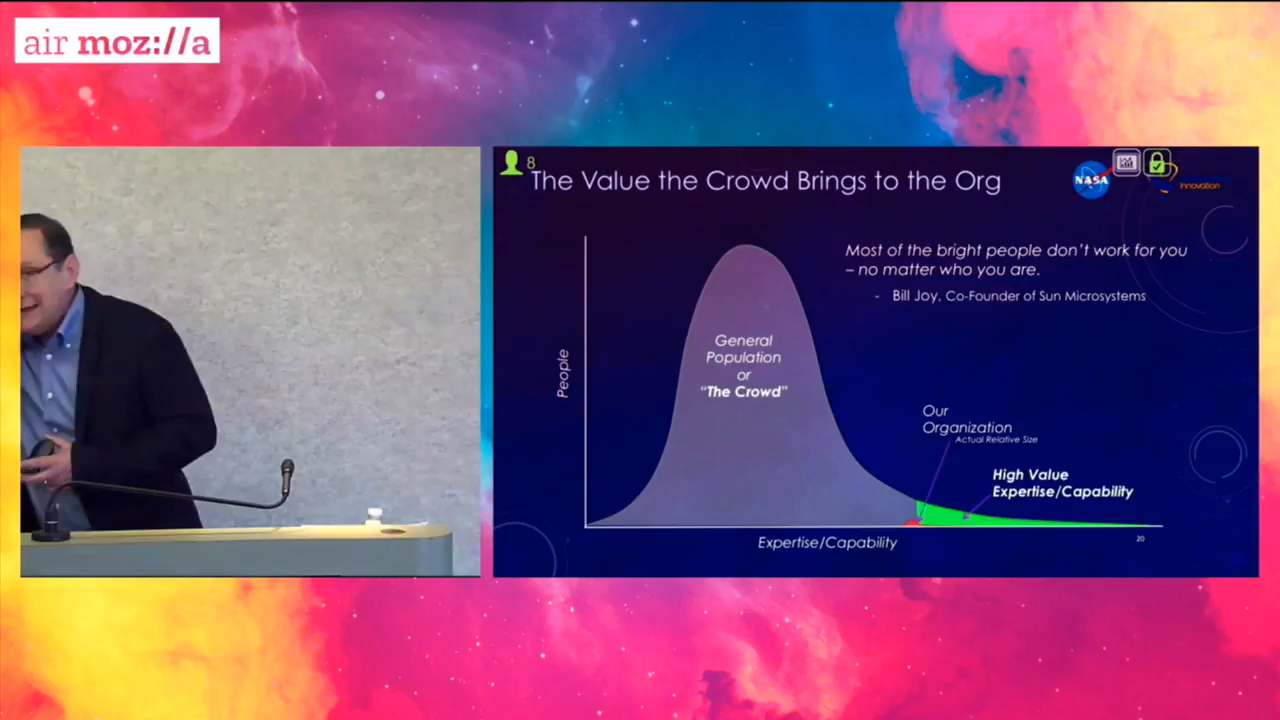 air moz://a
8
The Value the Crowd Brings to the Org
NASA
Innovation
Most of the bright people don't work for you
– no matter who you are.
- Bill Joy, Co-Founder of Sun Microsystems
People
General
Population
or
"The Crowd"
Our
Organization
Actual Relative Size
High Value
Expertise/Capability
Expertise/Capability
20